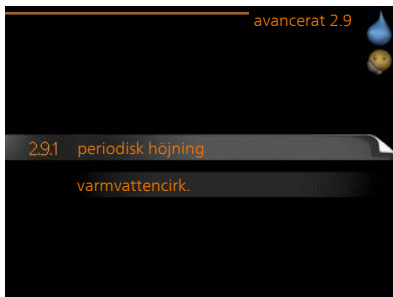 avancerat 2.9
2.9.1 periodisk höjning
varmvattencirk.